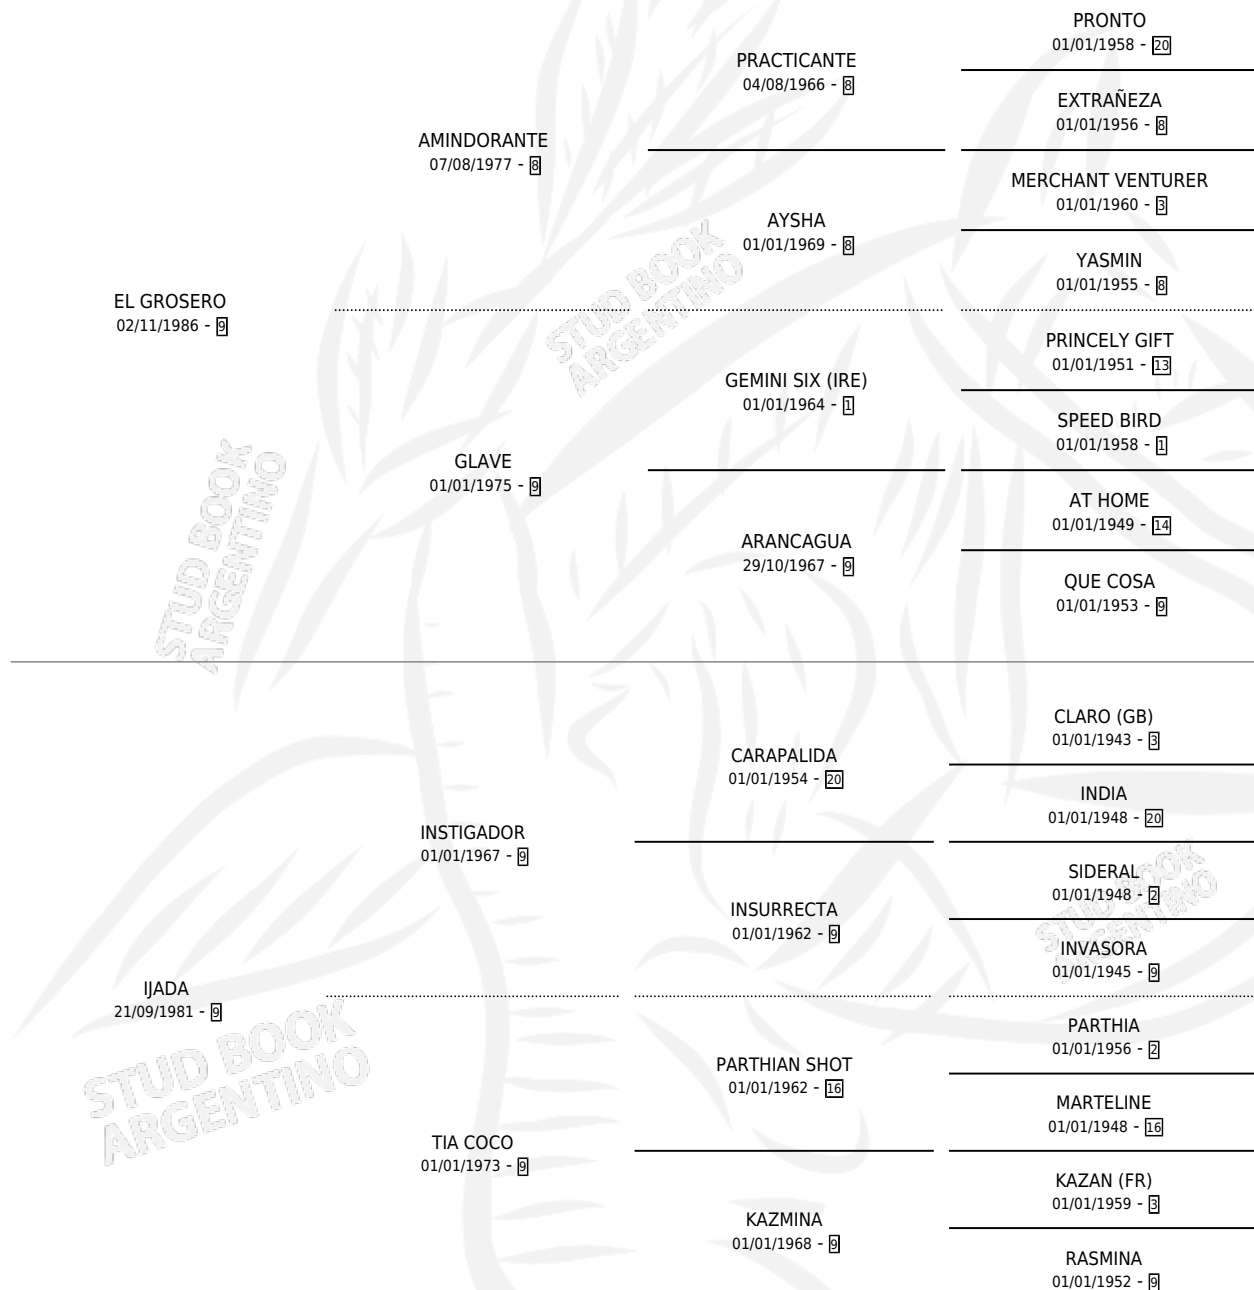 PRONTO
01/01/1958 - 20
PRACTICANTE
04/08/1966 - 8
EXTRAÑEZA
01/01/1956 - 8
AMINDORANTE
07/08/1977 - 8
MERCHANT VENTURER
01/01/1960 - 3
AYSHA
01/01/1969 - 8
YASMIN
01/01/1955 - 8
EL GROSERO
02/11/1986 - 9
PRINCELY GIFT
01/01/1951 - 13
GEMINI SIX (IRE)
01/01/1964 - 1
SPEED BIRD
01/01/1958 - 1
GLAVE
01/01/1975 - 9
AT HOME
01/01/1949 - 14
ARANCAGUA
29/10/1967 - 9
QUE COSA
01/01/1953 - 9
CLARO (GB)
01/01/1943 - 3
CARAPALIDA
01/01/1954 - 20
INDIA
01/01/1948 - 20
INSTIGADOR
01/01/1967 - 9
SIDERAL
01/01/1948 - 2
INSURRECTA
01/01/1962 - 9
INVASORA
01/01/1945 - 9
IJADA
21/09/1981 - 9
PARTHIA
01/01/1956 - 2
PARTHIAN SHOT
01/01/1962 - 16
MARTELINE
01/01/1948 - 16
TIA COCO
01/01/1973 - 9
KAZAN (FR)
01/01/1959 - 3
KAZMINA
01/01/1968 - 9
RASMINA
01/01/1952 - 9
STUD BOOK
ARGENTINO
STUD BOOK
ARGENTINO
STUD BOOK
ARGENTINO
STUD BOOK
ARGENTINO